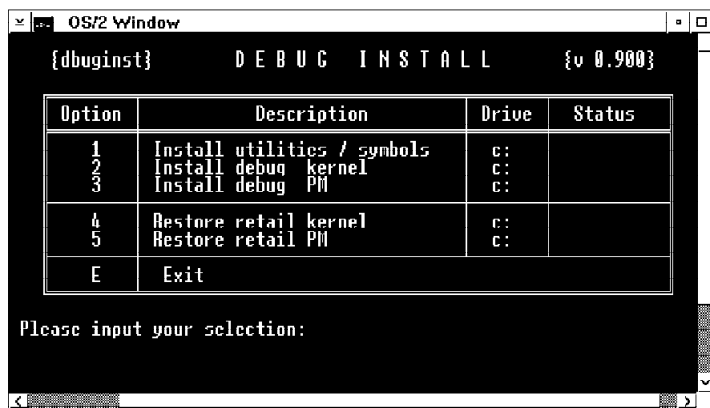 OS/2 Window
{dbuginst} D E B U G I N S T A L L {v 0.900}
Option Description Drive Status
1 Install utilities / symbols c:
2 Install debug kernel c:
3 Install debug PM c:
4 Restore retail kernel c:
5 Restore retail PM c:
E Exit
Please input your selection: